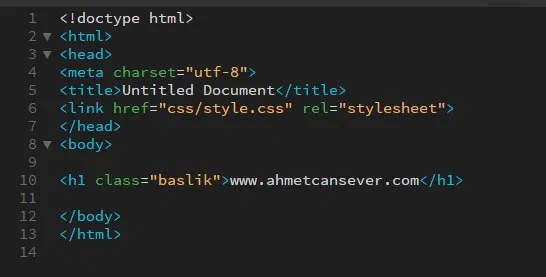 1 <!doctype html>
2 <html>
3 <head>
4 <meta charset="utf-8">
5 <title>Untitled Document</title>
6 <link href="css/style.css" rel="stylesheet">
7 </head>
8 <body>
9
10 <h1 class="baslik">www.ahmetcansever.com</h1>
11
12 </body>
13 </html>
14